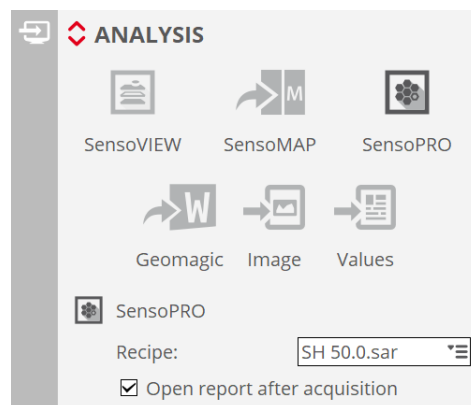 ANALYSIS
M
SensoVIEW SensoMAP SensoPRO
W
Geomagic Image Values
SensoPRO
Recipe: SH 50.0.sar
Open report after acquisition